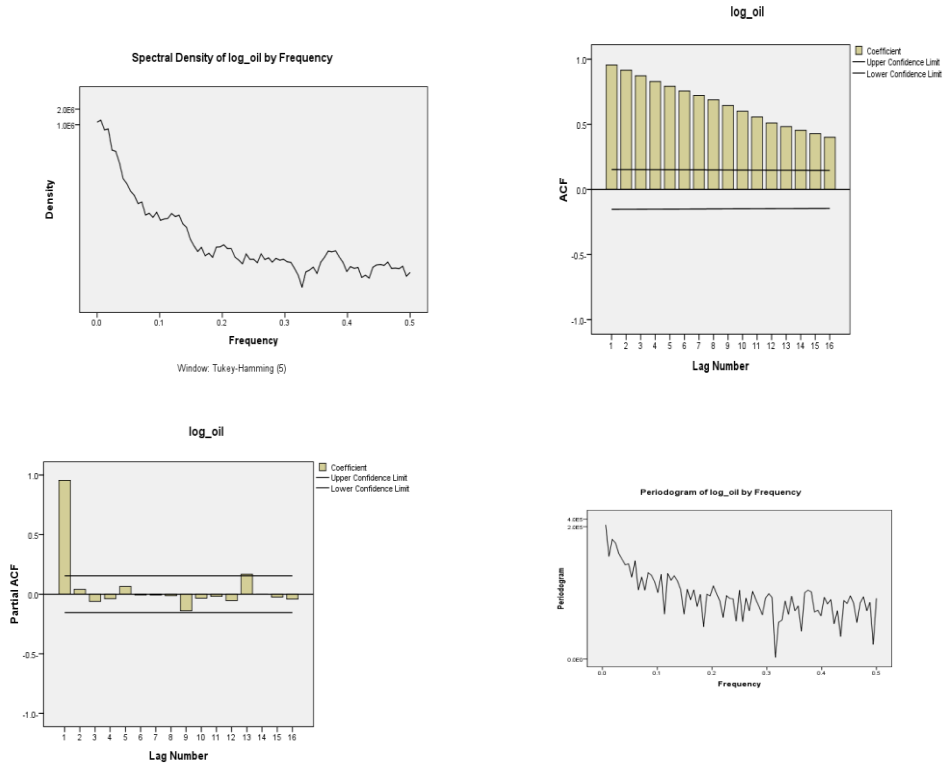 Spectral Density of log_oil by Frequency
2.0E6
1.0E6
Density
0.0 0.1 0.2 0.3 0.4 0.5
Frequency
Window: Tukey-Hamming (5)
log_oil
Coefficient
Upper Confidence Limit
Lower Confidence Limit
1.0
0.5
0.0
-0.5
-1.0
ACF
1 2 3 4 5 6 7 8 9 10 11 12 13 14 15 16
Lag Number
log_oil
Coefficient
Upper Confidence Limit
Lower Confidence Limit
1.0
0.5
0.0
-0.5
-1.0
Partial ACF
1 2 3 4 5 6 7 8 9 10 11 12 13 14 15 16
Lag Number
Periodogram of log_oil by Frequency
4.0E5
2.0E5
0.0E0
Periodogram
0.0 0.1 0.2 0.3 0.4 0.5
Frequency